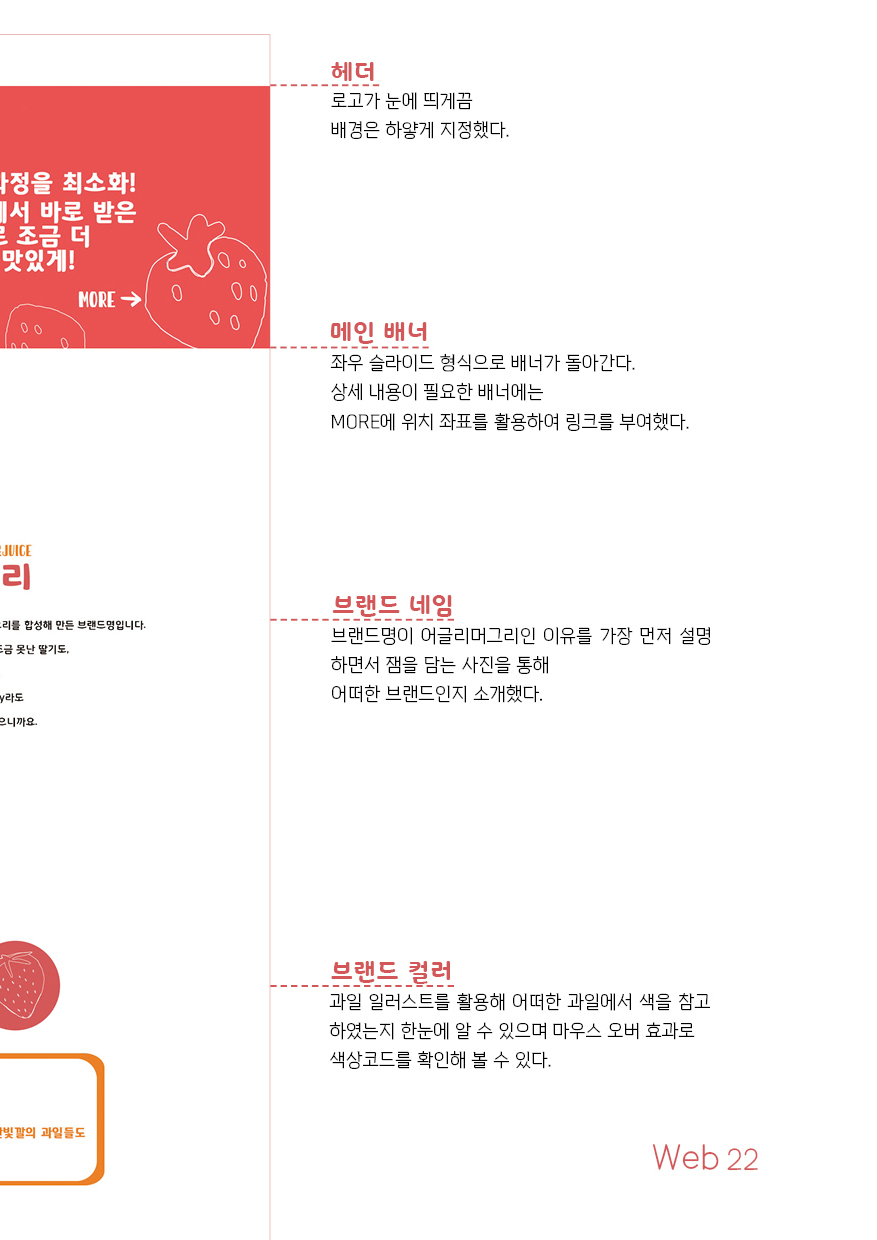 헤더
로고가 눈에 띄게끔
배경은 하얗게 지정했다.
최소화!
바로 받은
조금 더
맛있게!
MORE
메인 배너
좌우 슬라이드 형식으로 배너가 돌아간다.
상세 내용이 필요한 배너에는
MORE에 위치 좌표를 활용하여 링크를 부여했다.
JUICE
리
브랜드 네임
브랜드명이 어글리머그리인 이유를 가장 먼저 설명
하면서 잼을 담는 사진을 통해
어떠한 브랜드인지 소개했다.
리를 합성해 만든 브랜드명입니다.
못난 딸기도,
y라도
으니까요.
브랜드 컬러
과일 일러스트를 활용해 어떠한 과일에서 색을 참고
하였는지 한눈에 알 수 있으며 마우스 오버 효과로
색상코드를 확인해 볼 수 있다.
빛깔의 과일들도
Web 22